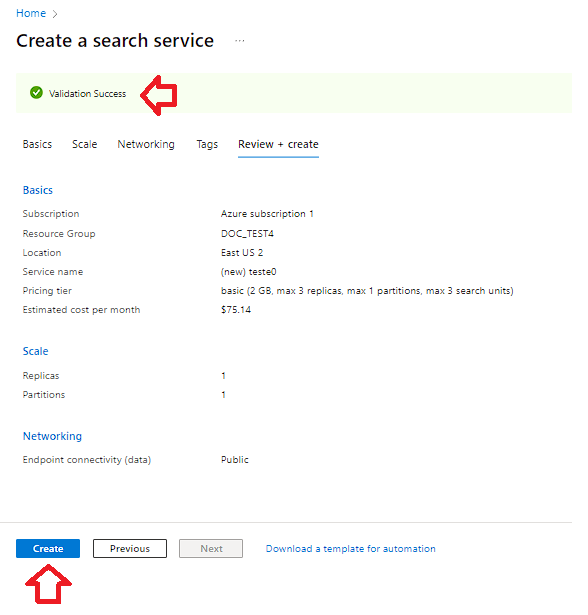 Home >
Create a search service ...
Validation Success
Basics Scale Networking Tags Review + create
Basics
Subscription Azure subscription 1
Resource Group DOC_TEST4
Location East US 2
Service name (new) teste0
Pricing tier basic (2 GB, max 3 replicas, max 1 partitions, max 3 search units)
Estimated cost per month $75.14
Scale
Replicas 1
Partitions 1
Networking
Endpoint connectivity (data) Public
Create Previous Next Download a template for automation